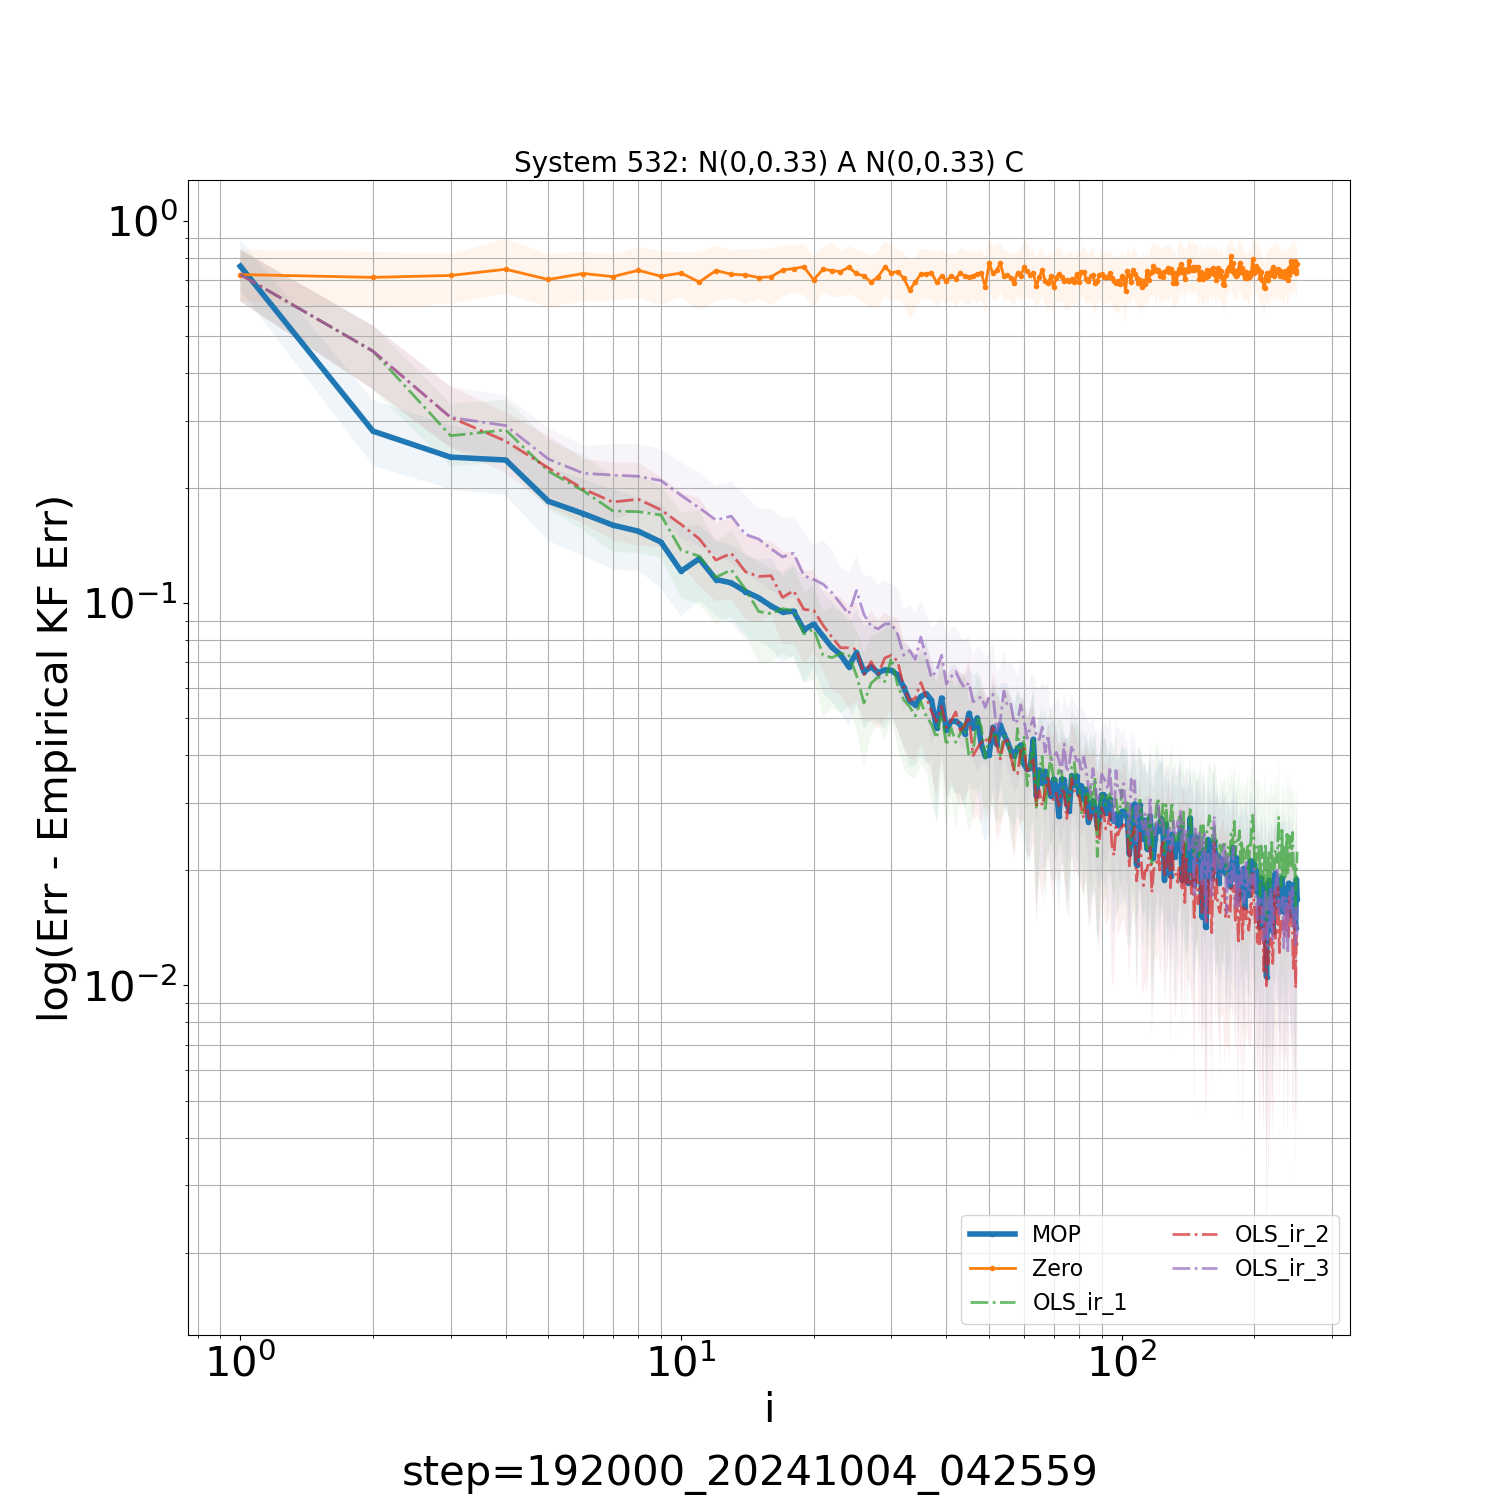 System 532: N(0,0.33) A N(0,0.33) C
log(Err - Empirical KF Err)
10⁰
10⁻¹
10⁻²
MOP
Zero
OLS_ir_1
OLS_ir_2
OLS_ir_3
10⁰ 10¹ 10²
i
step=192000_20241004_042559